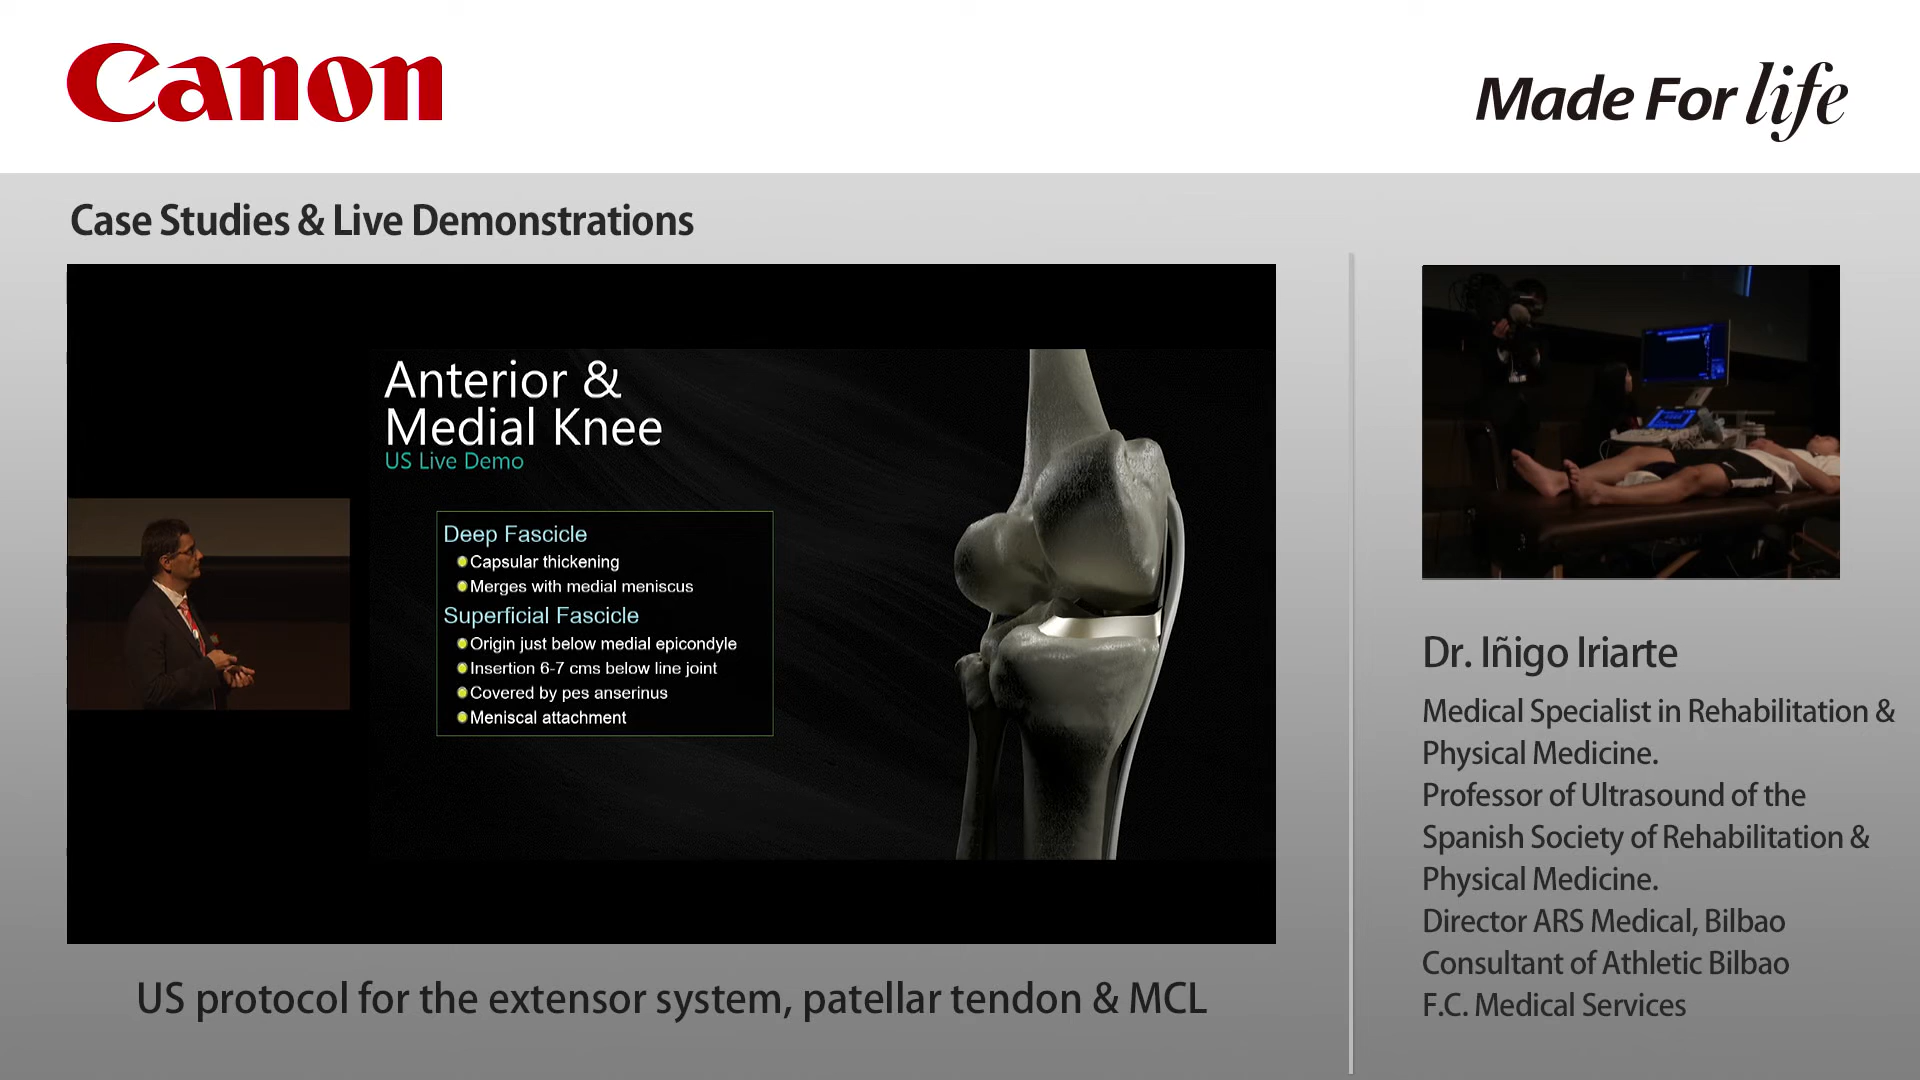 Canon
Made For life
Case Studies & Live Demonstrations
Anterior &
Medial Knee
US Live Demo
Deep Fascicle
Capsular thickening
Merges with medial meniscus
Superficial Fascicle
Origin just below medial epicondyle
Insertion 6-7 cms below line joint
Covered by pes anserinus
Meniscal attachment
US protocol for the extensor system, patellar tendon & MCL
Dr. Iñigo Iriarte
Medical Specialist in Rehabilitation &
Physical Medicine.
Professor of Ultrasound of the
Spanish Society of Rehabilitation &
Physical Medicine.
Director ARS Medical, Bilbao
Consultant of Athletic Bilbao
F.C. Medical Services